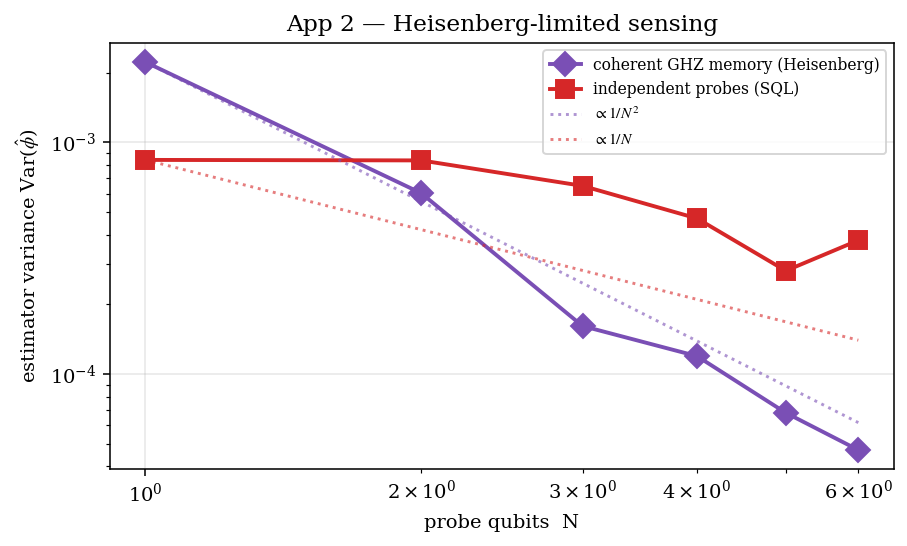 App 2 — Heisenberg-limited sensing
coherent GHZ memory (Heisenberg)
independent probes (SQL)
∝ 1/N²
∝ 1/N
estimator variance Var(ϕ̂)
10⁻³
10⁻⁴
10⁰
2 × 10⁰
3 × 10⁰
4 × 10⁰
6 × 10⁰
probe qubits N